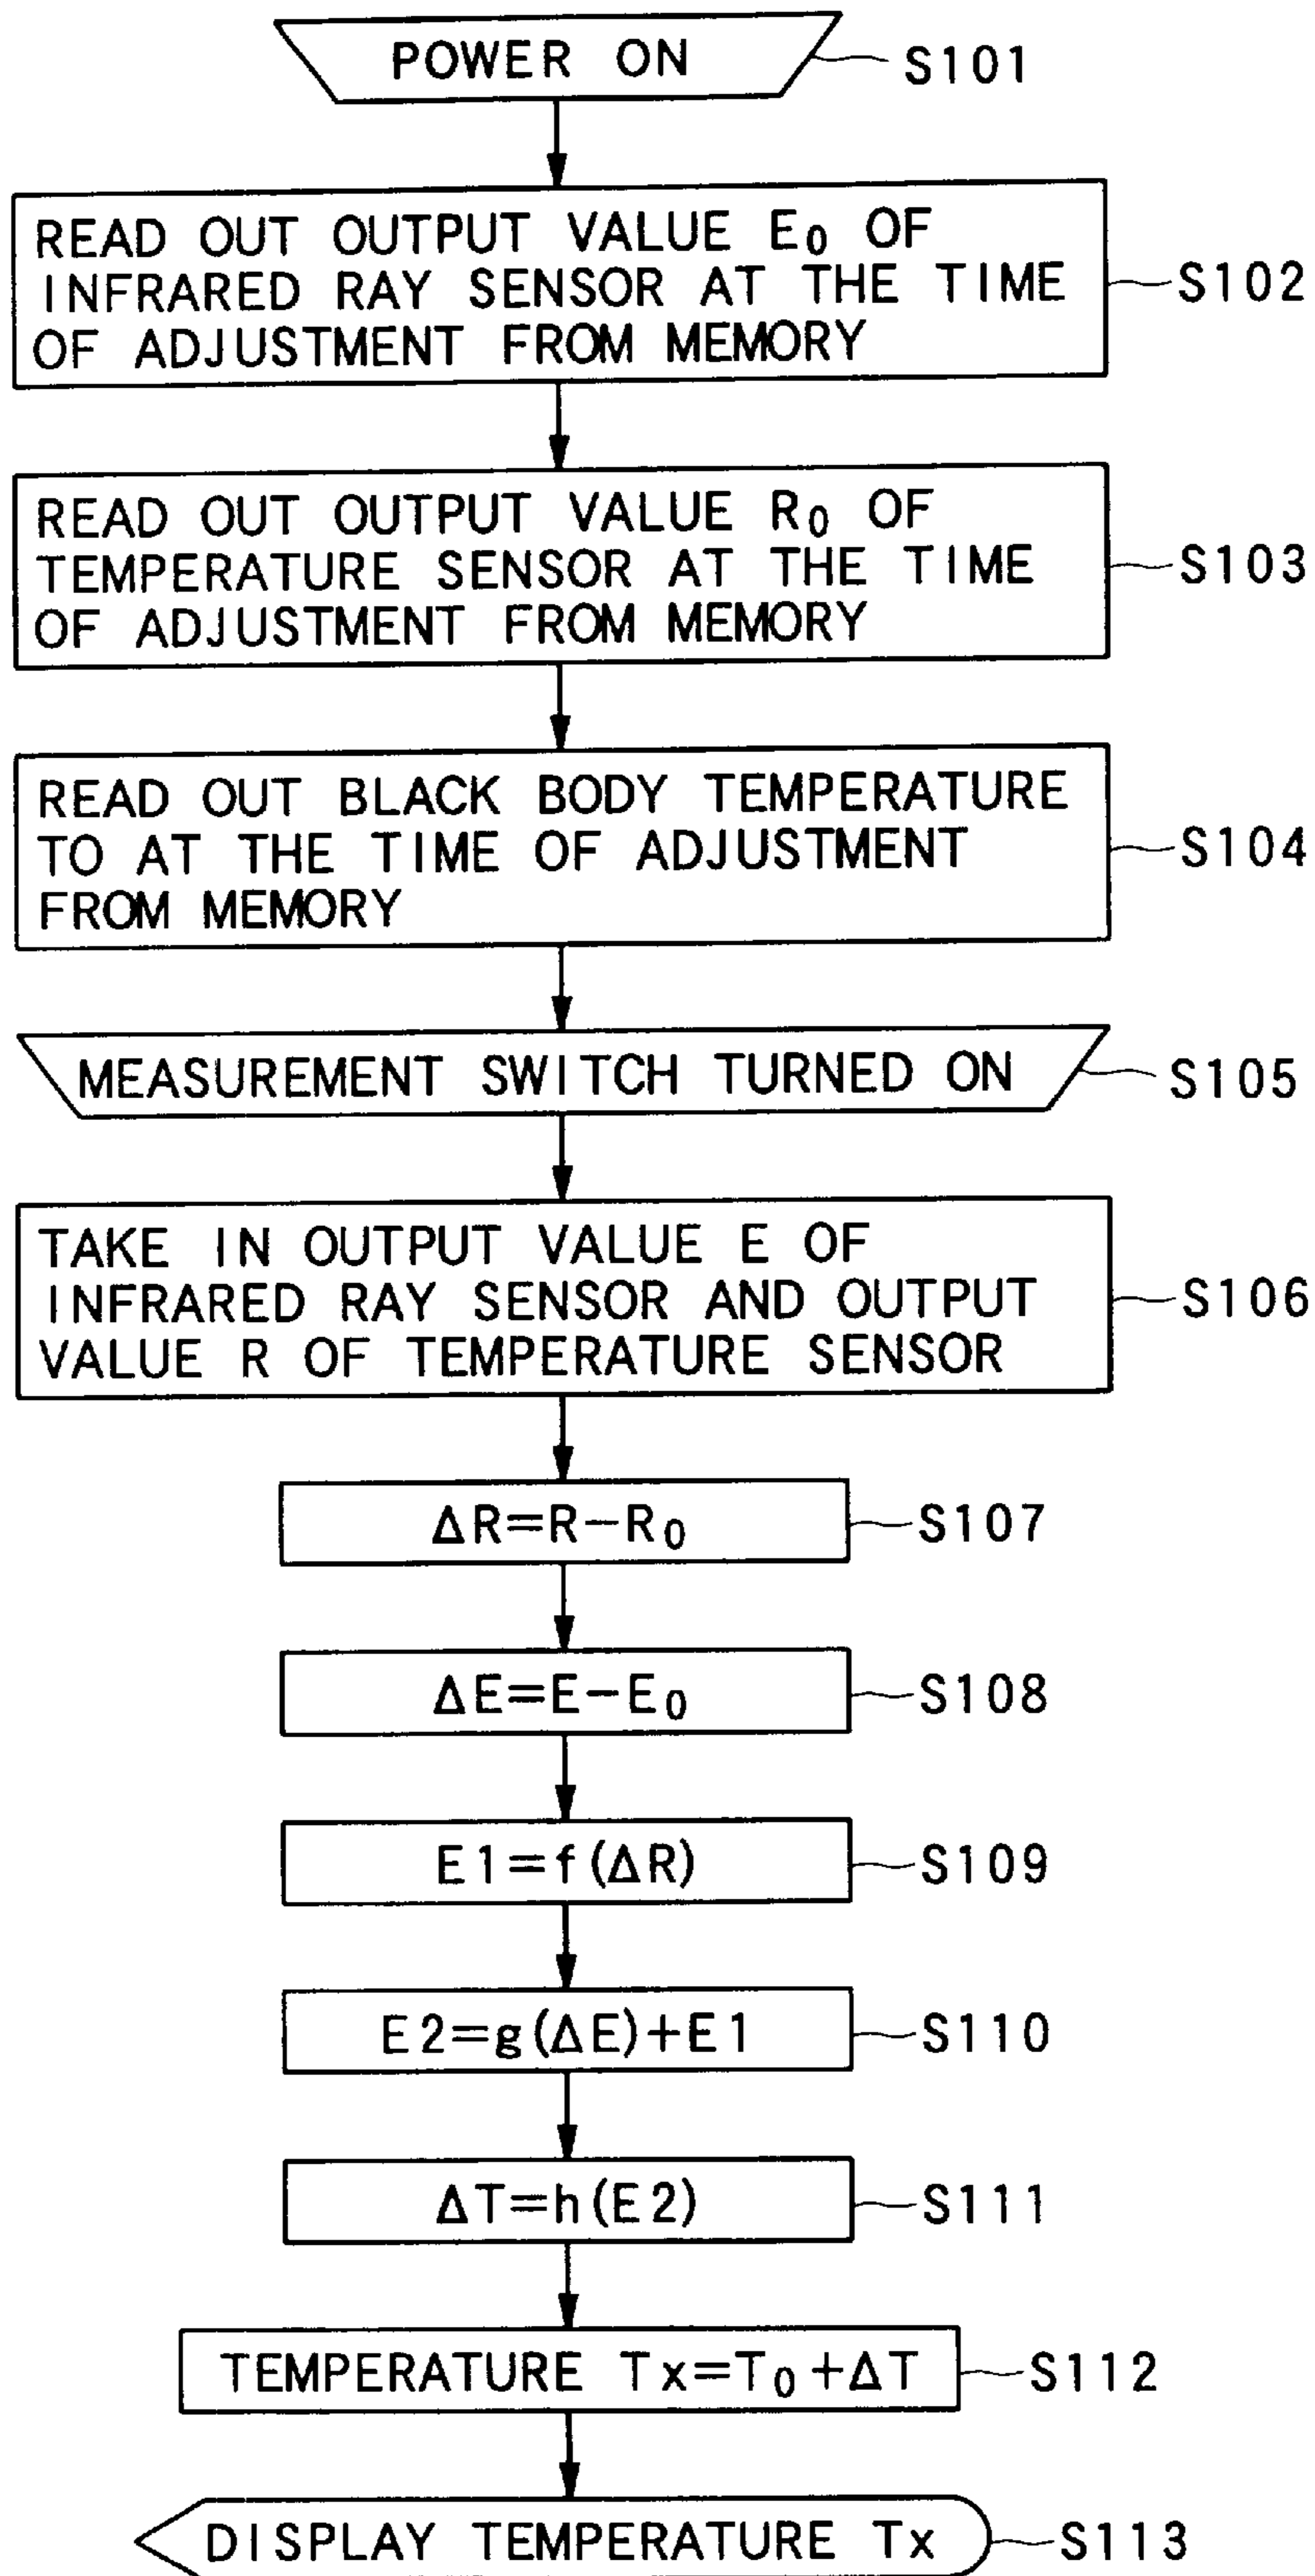 POWER ON
S101
READ OUT OUTPUT VALUE E₀ OF
INFRARED RAY SENSOR AT THE TIME
OF ADJUSTMENT FROM MEMORY
S102
READ OUT OUTPUT VALUE R₀ OF
TEMPERATURE SENSOR AT THE TIME
OF ADJUSTMENT FROM MEMORY
S103
READ OUT BLACK BODY TEMPERATURE
TO AT THE TIME OF ADJUSTMENT
FROM MEMORY
S104
MEASUREMENT SWITCH TURNED ON
S105
TAKE IN OUTPUT VALUE E OF
INFRARED RAY SENSOR AND OUTPUT
VALUE R OF TEMPERATURE SENSOR
S106
ΔR=R−R₀
S107
ΔE=E−E₀
S108
E1=f(ΔR)
S109
E2=g(ΔE)+E1
S110
ΔT=h(E2)
S111
TEMPERATURE Tx=T₀+ΔT
S112
DISPLAY TEMPERATURE Tx
S113